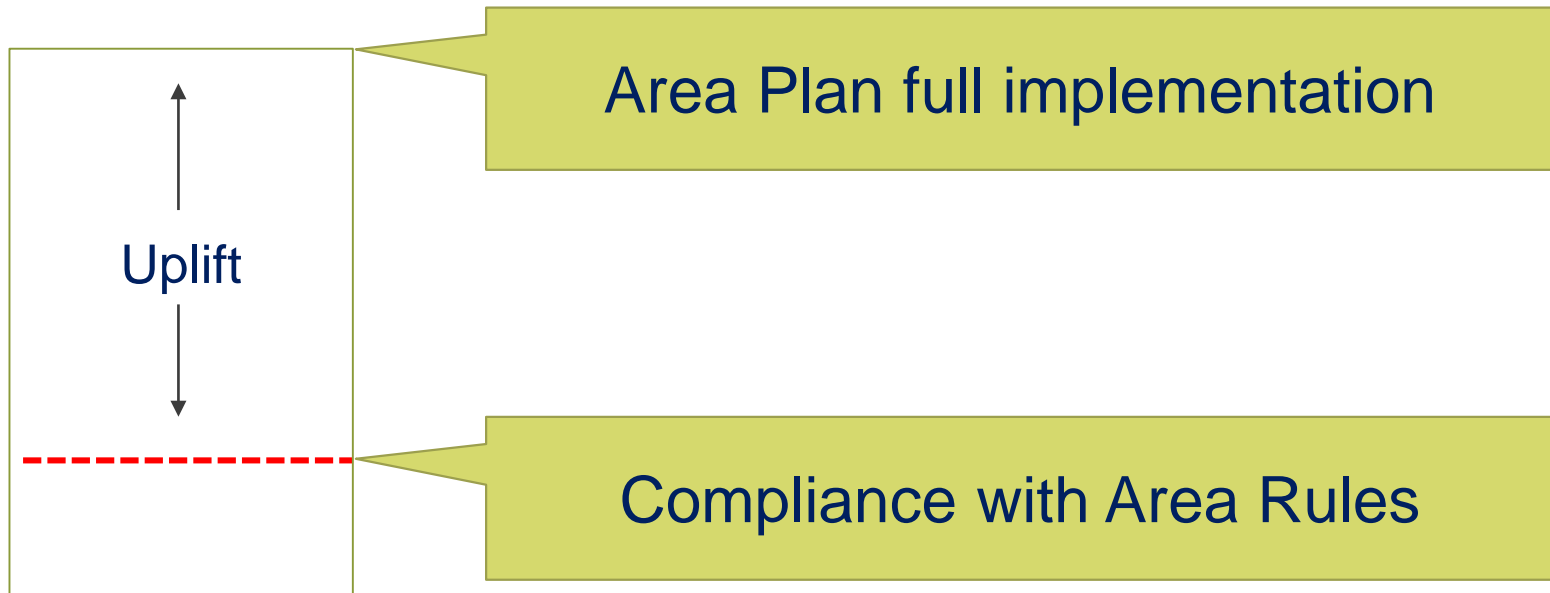 Area Plan full implementation
Uplift
Compliance with Area Rules